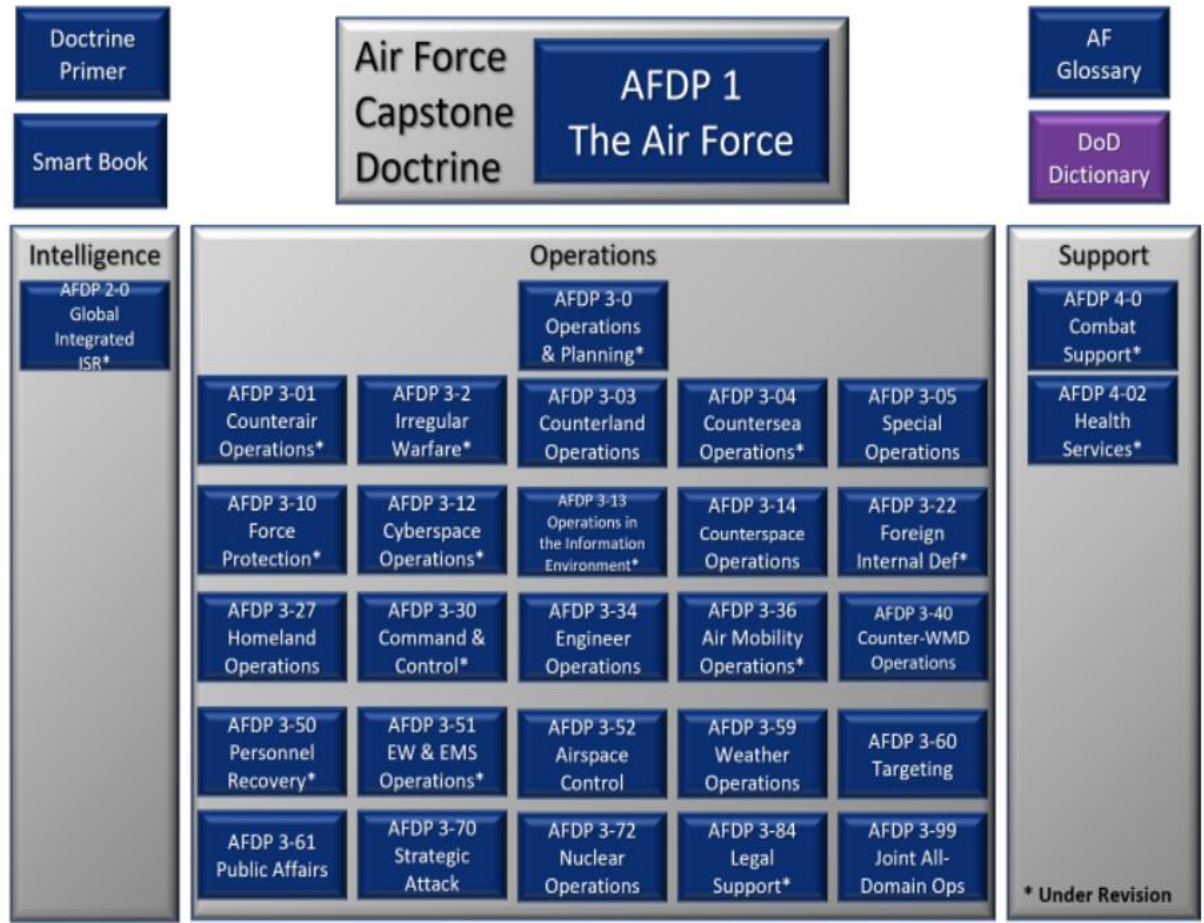 Doctrine
Primer
Smart Book
Air Force
Capstone
Doctrine
AFDP 1
The Air Force
AF
Glossary
DoD
Dictionary
Intelligence
AFDP 2-0
Global
Integrated
ISR*
Operations
AFDP 3-0
Operations
& Planning*
AFDP 3-01
Counterair
Operations*
AFDP 3-2
Irregular
Warfare*
AFDP 3-03
Counterland
Operations
AFDP 3-04
Countersea
Operations*
AFDP 3-05
Special
Operations
AFDP 3-10
Force
Protection*
AFDP 3-12
Cyberspace
Operations*
AFDP 3-13
Operations in
the Information
Environment*
AFDP 3-14
Counterspace
Operations
AFDP 3-22
Foreign
Internal Def*
AFDP 3-27
Homeland
Operations
AFDP 3-30
Command &
Control*
AFDP 3-34
Engineer
Operations
AFDP 3-36
Air Mobility
Operations*
AFDP 3-40
Counter-WMD
Operations
AFDP 3-50
Personnel
Recovery*
AFDP 3-51
EW & EMS
Operations*
AFDP 3-52
Airspace
Control
AFDP 3-59
Weather
Operations
AFDP 3-60
Targeting
AFDP 3-61
Public Affairs
AFDP 3-70
Strategic
Attack
AFDP 3-72
Nuclear
Operations
AFDP 3-84
Legal
Support*
AFDP 3-99
Joint All-
Domain Ops
Support
AFDP 4-0
Combat
Support*
AFDP 4-02
Health
Services*
* Under Revision